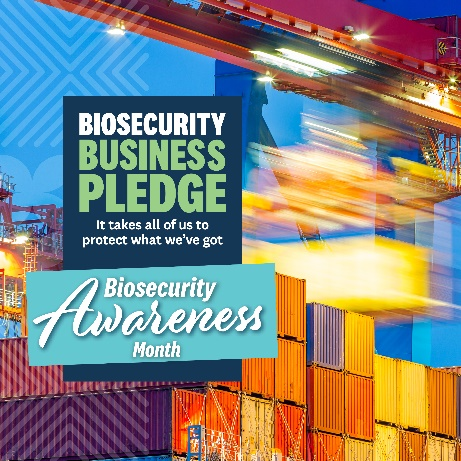 BIOSECURITY
BUSINESS
PLEDGE
It takes all of us to
protect what we've got
Biosecurity
Awareness
Month